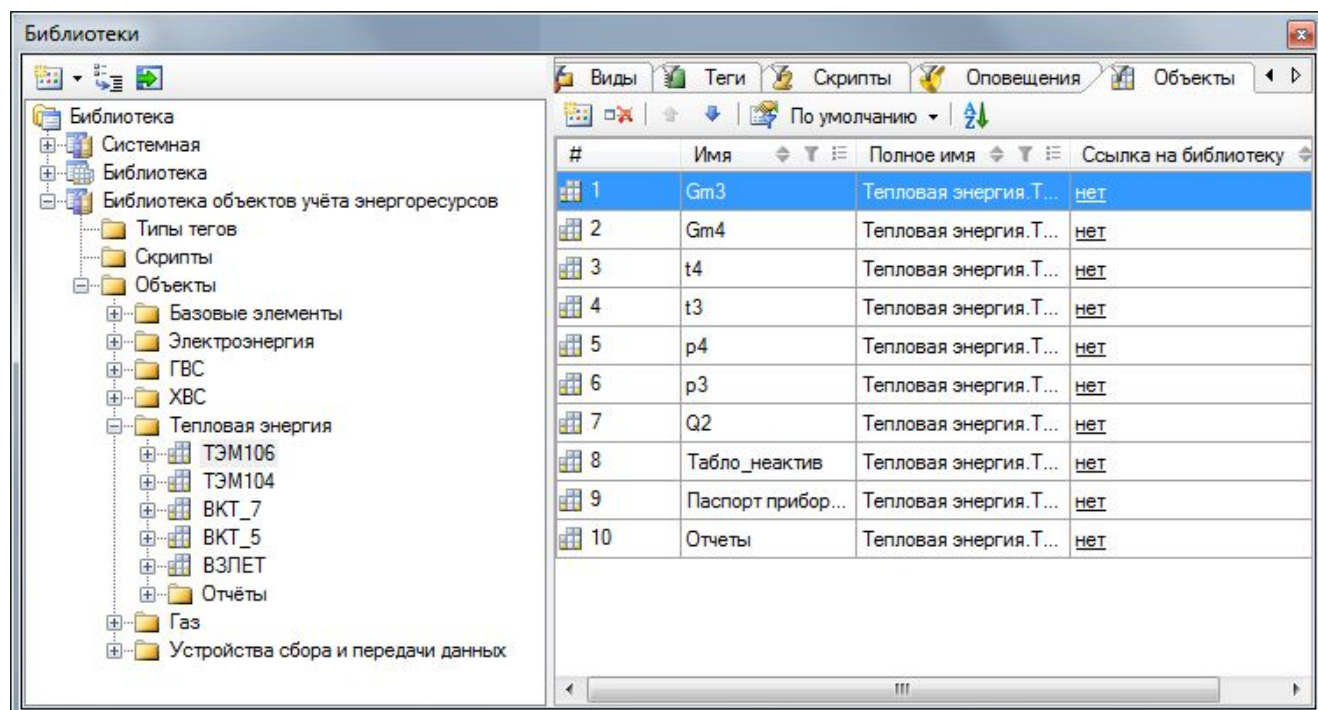 Библиотеки
Библиотека
Системная
Библиотека
Библиотека объектов учёта энергоресурсов
Типы тегов
Скрипты
Объекты
Базовые элементы
Электроэнергия
ГВС
ХВС
Тепловая энергия
ТЭМ106
ТЭМ104
ВКТ_7
ВКТ_5
ВЗЛЕТ
Отчёты
Газ
Устройства сбора и передачи данных
Виды Теги Скрипты Оповещения Объекты
По умолчанию
# Имя Полное имя Ссылка на библиотеку
1 Gm3 Тепловая энергия.Т... нет
2 Gm4 Тепловая энергия.Т... нет
3 t4 Тепловая энергия.Т... нет
4 t3 Тепловая энергия.Т... нет
5 p4 Тепловая энергия.Т... нет
6 p3 Тепловая энергия.Т... нет
7 Q2 Тепловая энергия.Т... нет
8 Табло_неактив Тепловая энергия.Т... нет
9 Паспорт прибор... Тепловая энергия.Т... нет
10 Отчеты Тепловая энергия.Т... нет